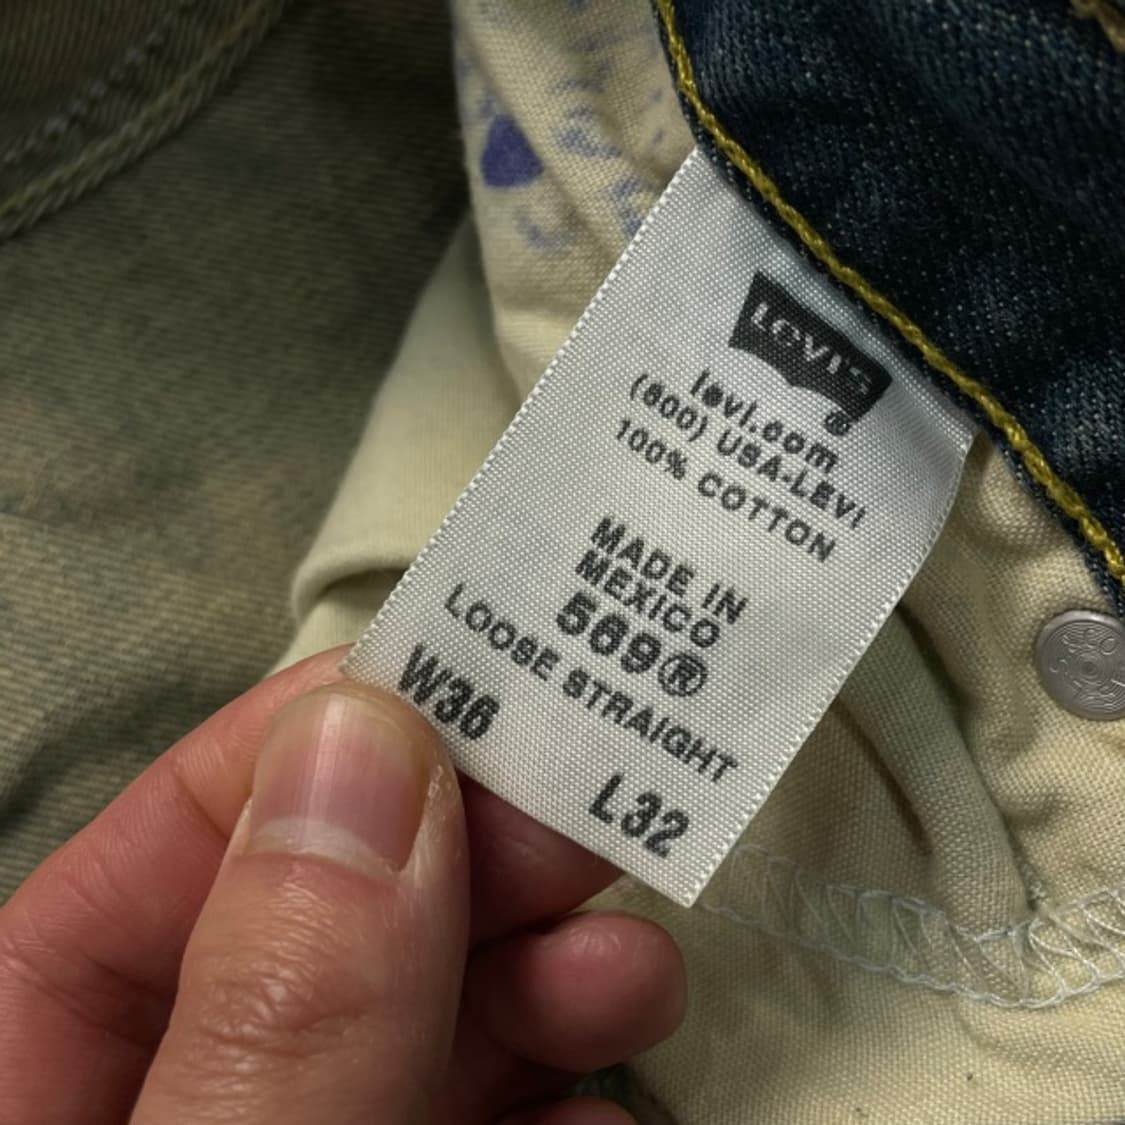 LEVI'S
®
levi.com
(800) USA-LEVI
100% COTTON
MADE IN
MEXICO
569®
LOOSE STRAIGHT
W36
L32